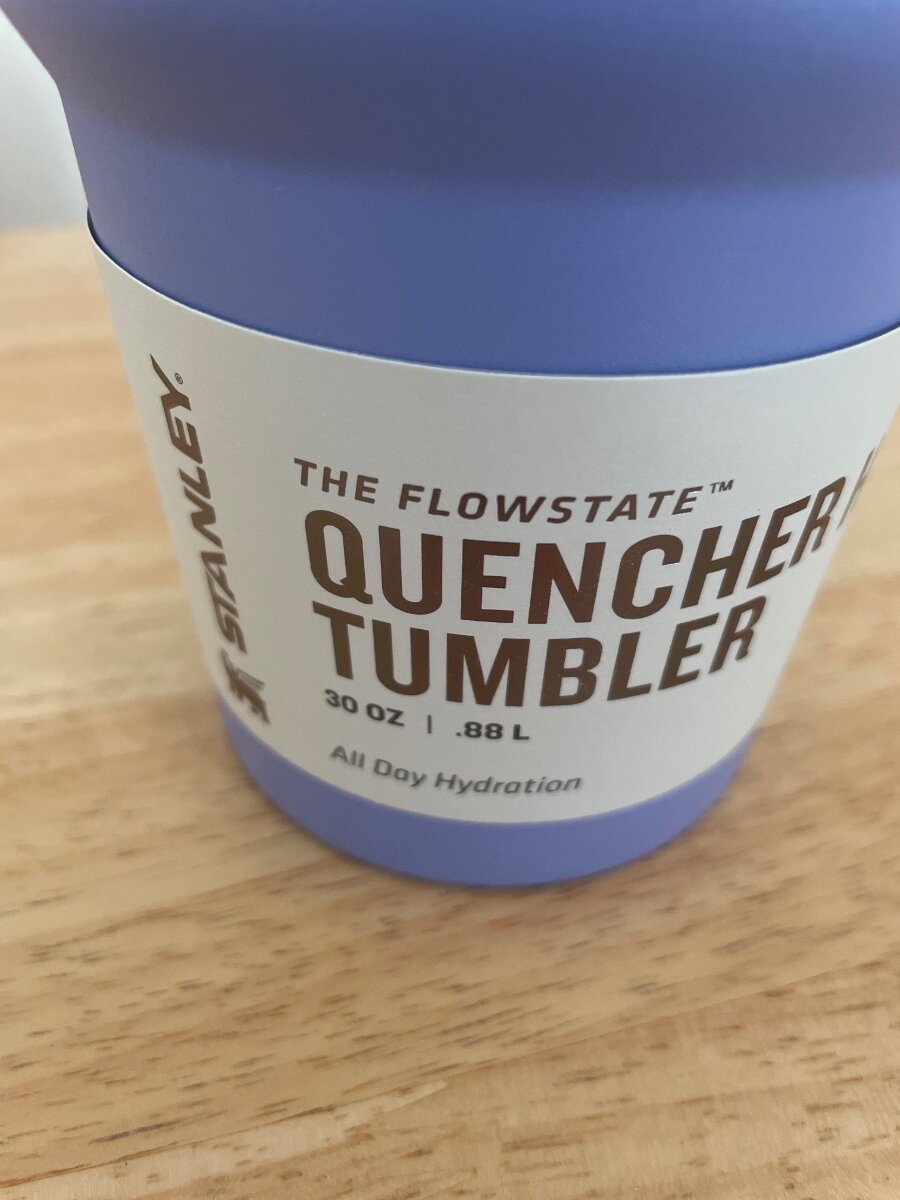 STANLEY®
THE FLOWSTATE™
QUENCHER
TUMBLER
30 OZ | .88 L
All Day Hydration